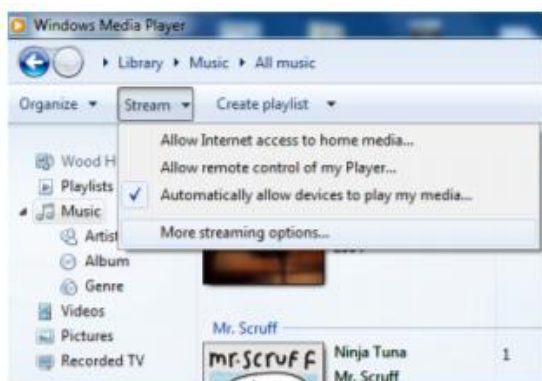 Windows Media Player
Library Music All music
Organize Stream Create playlist
Allow Internet access to home media...
Allow remote control of my Player...
Automatically allow devices to play my media...
More streaming options...
Wood H
Playlists
Music
Artist
Album
Genre
Videos
Pictures
Recorded TV
Mr. Scruff
mr.scruff
Ninja Tuna 1
Mr. Scruff